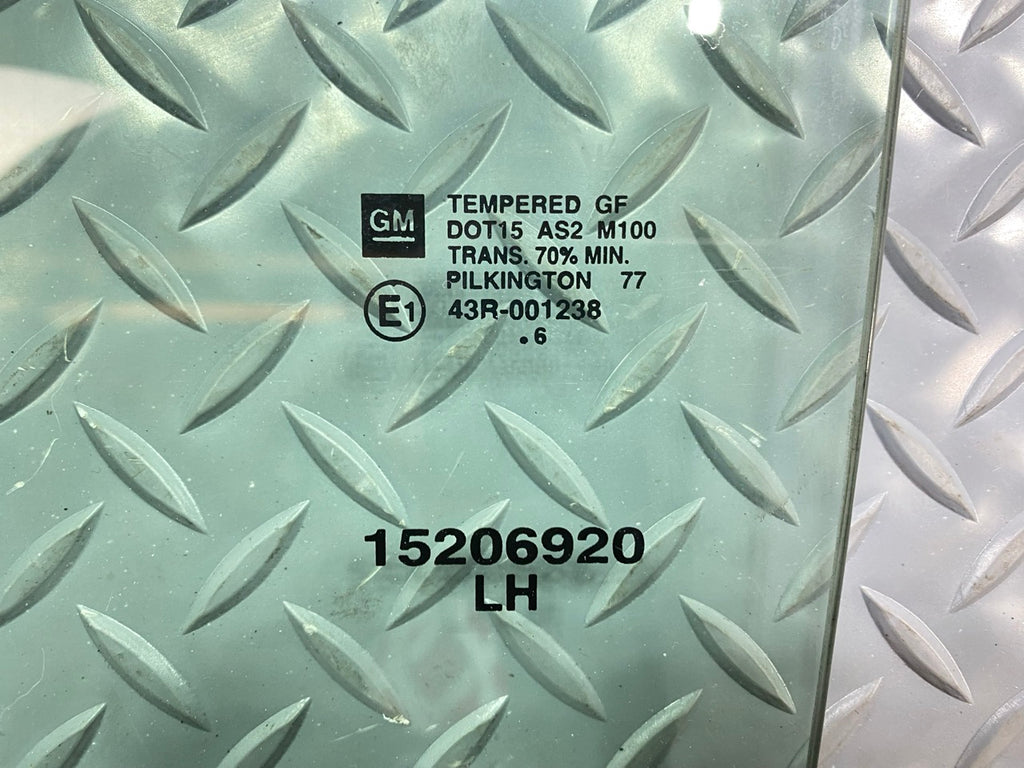 GM
TEMPERED GF
DOT15 AS2 M100
TRANS. 70% MIN.
PILKINGTON 77
E1 43R-001238
.6
15206920
LH